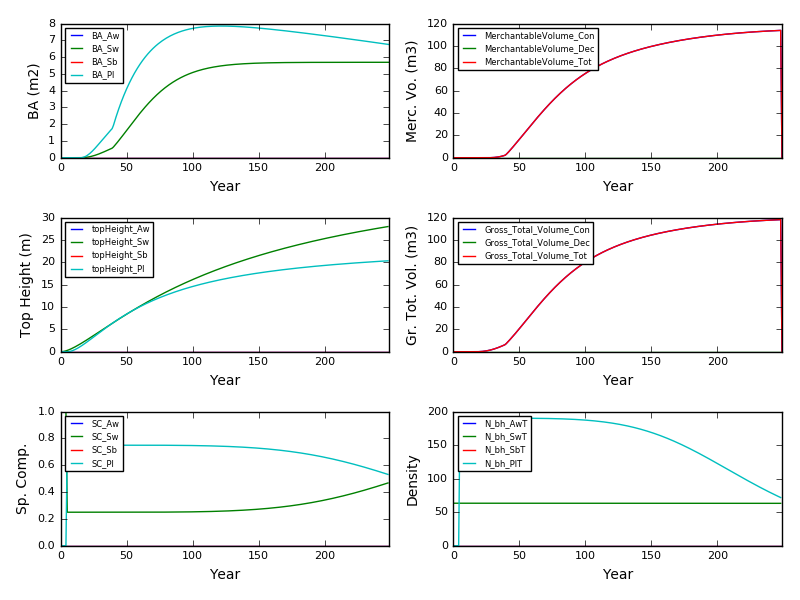 BA (m2)
8
7
6
5
4
3
2
1
0
BA_Aw
BA_Sw
BA_Sb
BA_Pl
0 50 100 150 200
Year
Merc. Vo. (m3)
120
100
80
60
40
20
0
MerchantableVolume_Con
MerchantableVolume_Dec
MerchantableVolume_Tot
0 50 100 150 200
Year
Top Height (m)
30
25
20
15
10
5
0
topHeight_Aw
topHeight_Sw
topHeight_Sb
topHeight_Pl
0 50 100 150 200
Year
Gr. Tot. Vol. (m3)
120
100
80
60
40
20
0
Gross_Total_Volume_Con
Gross_Total_Volume_Dec
Gross_Total_Volume_Tot
0 50 100 150 200
Year
Sp. Comp.
1.0
0.8
0.6
0.4
0.2
0.0
SC_Aw
SC_Sw
SC_Sb
SC_Pl
0 50 100 150 200
Year
Density
200
150
100
50
0
N_bh_AwT
N_bh_SwT
N_bh_SbT
N_bh_PlT
0 50 100 150 200
Year